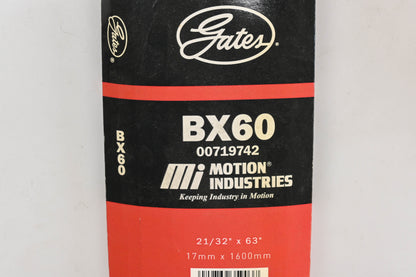 Gates
Gates
BX60
BX60
00719742
mi MOTION®
INDUSTRIES
Keeping Industry in Motion
21/32" x 63"
17mm x 1600mm